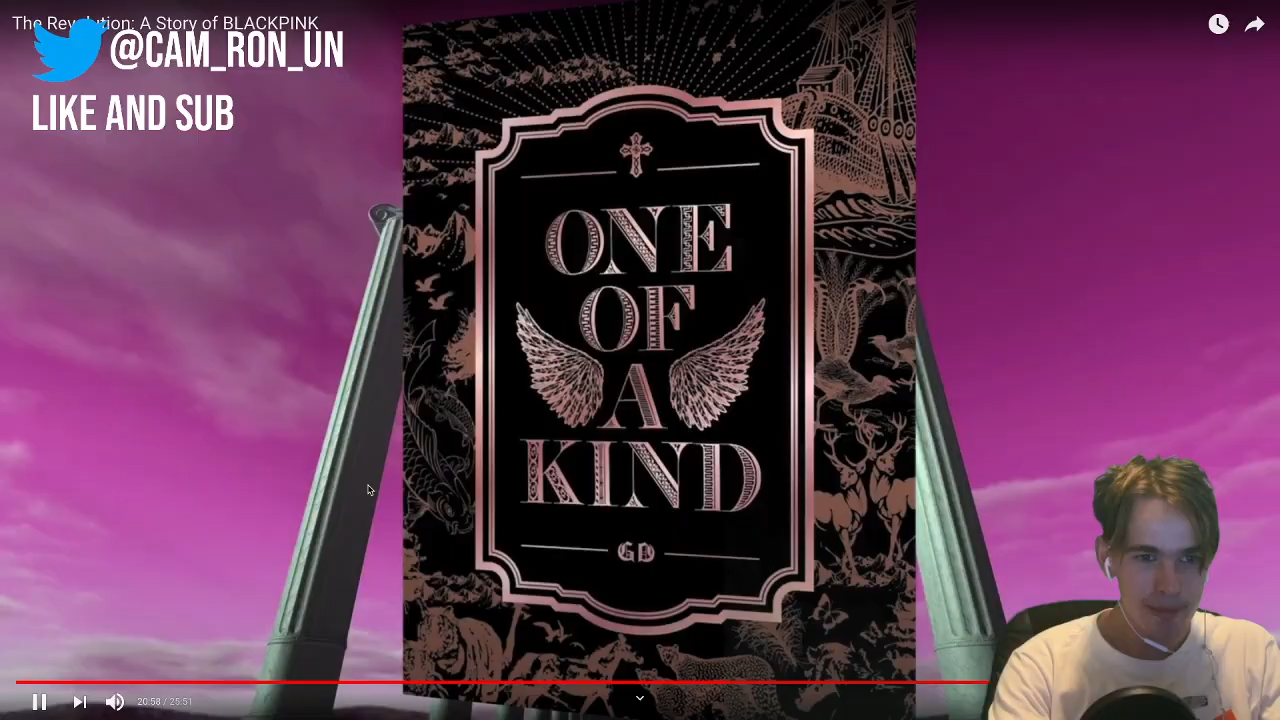 The Revolution: A Story of BLACKPINK
@CAM_RON_UN
LIKE AND SUB
ONE
OF
A
KIND
GD
20:58 / 25:51